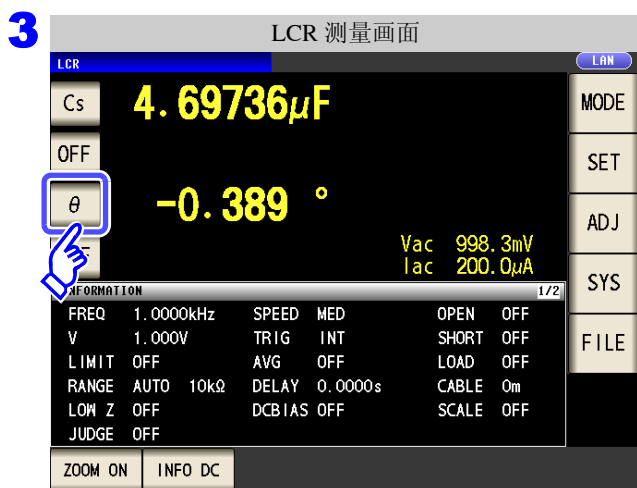 3
LCR 测量画面
LCR
LAN
Cs 4.69736μF
MODE
OFF
SET
θ -0.389 °
ADJ
Vac 998.3mV
Iac 200.0μA
SYS
NFORMATION 1/2
FREQ 1.0000kHz SPEED MED OPEN OFF
V 1.000V TRIG INT SHORT OFF
FILE
LIMIT OFF AVG OFF LOAD OFF
RANGE AUTO 10kΩ DELAY 0.0000s CABLE 0m
LOW Z OFF DCBIAS OFF SCALE OFF
JUDGE OFF
ZOOM ON INFO DC